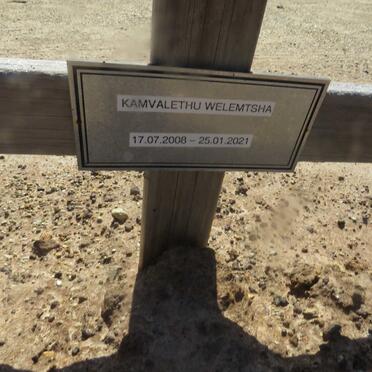 KAMVALETHU WELEMTSHA
17.07.2008 – 25.01.2021